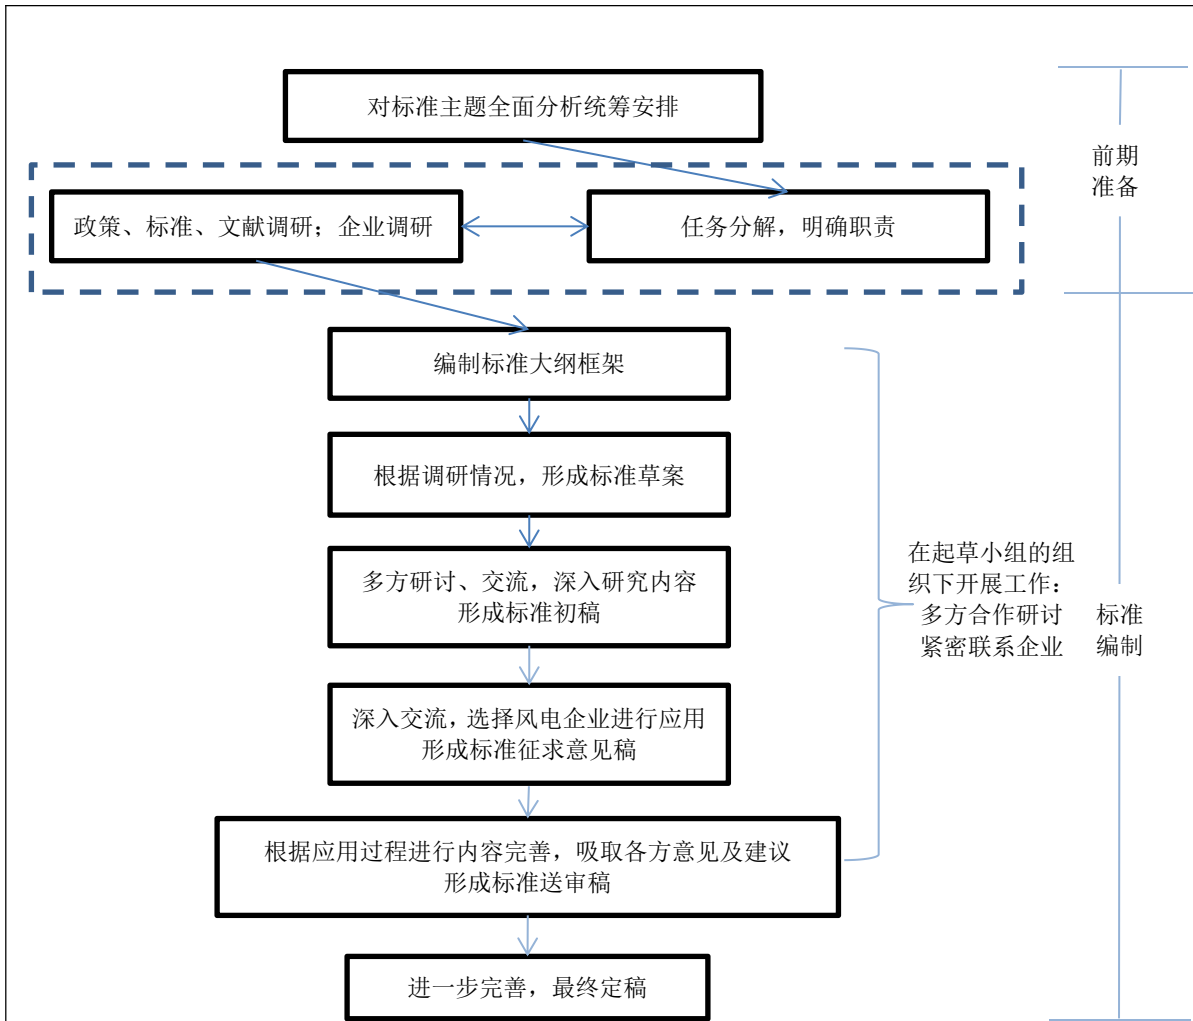 对标准主题全面分析统筹安排
前期
准备
政策、标准、文献调研；企业调研
任务分解，明确职责
编制标准大纲框架
根据调研情况，形成标准草案
多方研讨、交流，深入研究内容
形成标准初稿
在起草小组的组
织下开展工作：
多方合作研讨
紧密联系企业
标准
编制
深入交流，选择风电企业进行应用
形成标准征求意见稿
根据应用过程进行内容完善，吸取各方意见及建议
形成标准送审稿
进一步完善，最终定稿